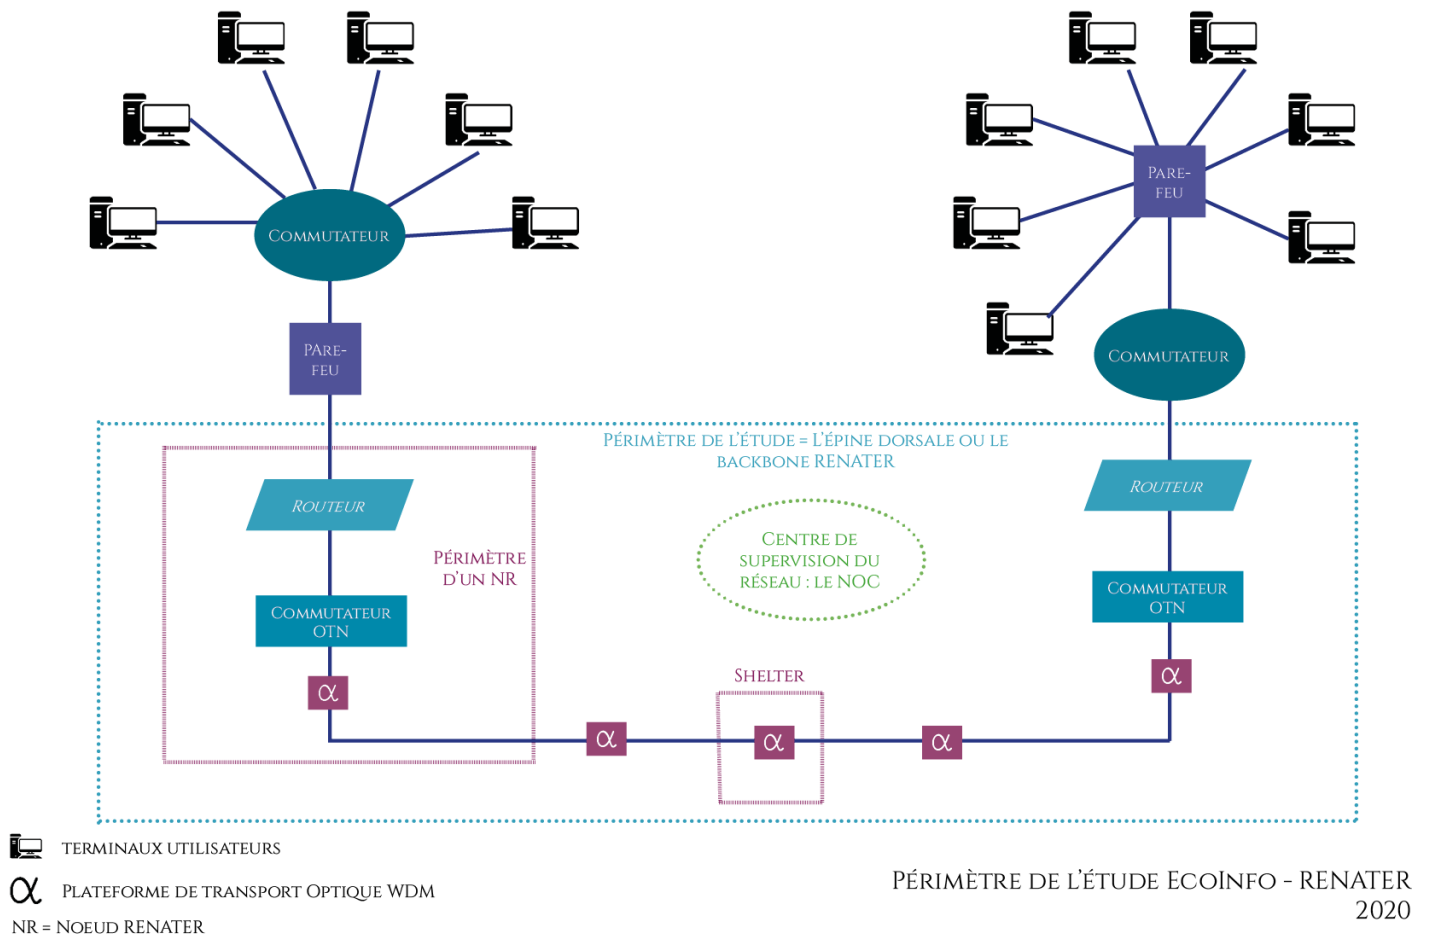 Pare-
feu
Commutateur
PAre-
feu
Commutateur
Périmètre de l'étude = L'épine dorsale ou le
backbone RENATER
Routeur
Routeur
Centre de
supervision du
réseau : le NOC
Périmètre
d'un NR
Commutateur
OTN
Commutateur
OTN
Shelter
α
α
α
α
α
terminaux utilisateurs
α Plateforme de transport Optique WDM
NR = Noeud RENATER
Périmètre de l'étude EcoInfo - RENATER
2020